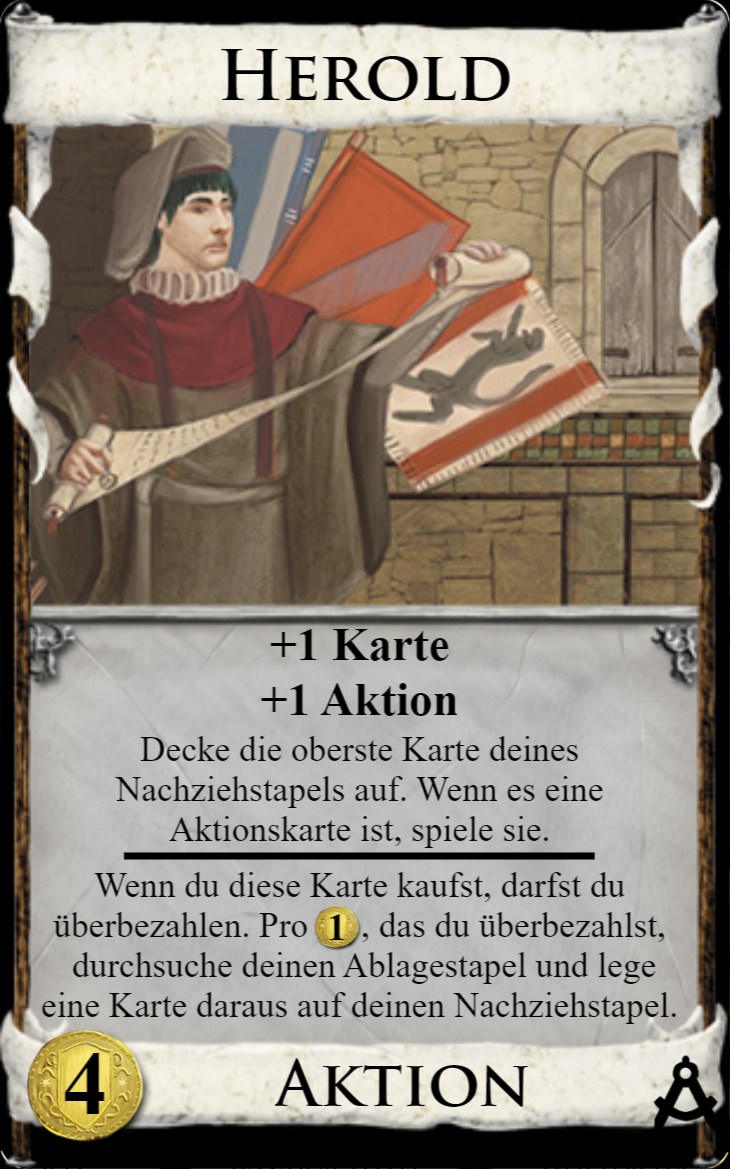 HEROLD
+1 Karte
+1 Aktion
Decke die oberste Karte deines
Nachziehstapels auf. Wenn es eine
Aktionskarte ist, spiele sie.
Wenn du diese Karte kaufst, darfst du
überbezahlen. Pro 1, das du überbezahlst,
durchsuche deinen Ablagestapel und lege
eine Karte daraus auf deinen Nachziehstapel.
4 AKTION